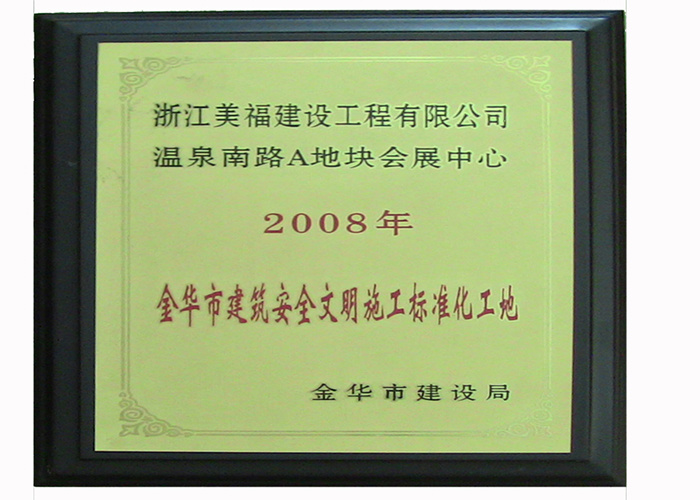 浙江美福建设工程有限公司
温泉南路A地块会展中心
2008年
金华市建筑安全文明施工标准化工地
金华市建设局